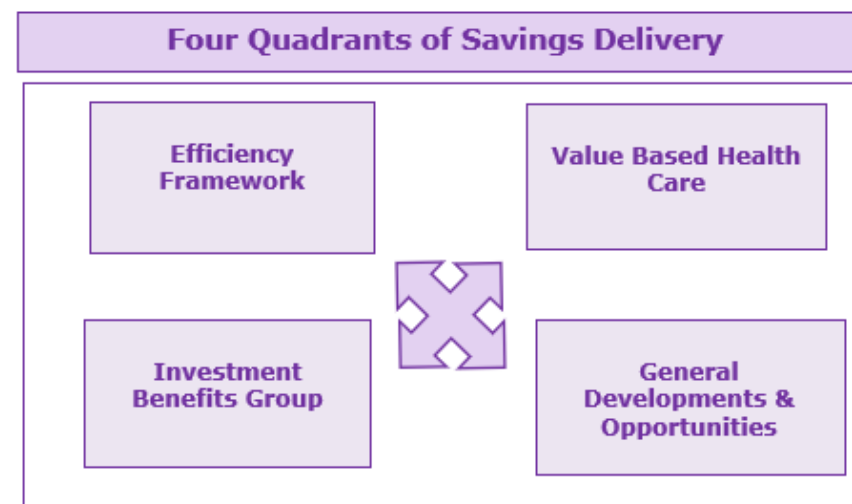 Four Quadrants of Savings Delivery
Efficiency
Framework
Value Based Health
Care
Investment
Benefits Group
General
Developments &
Opportunities